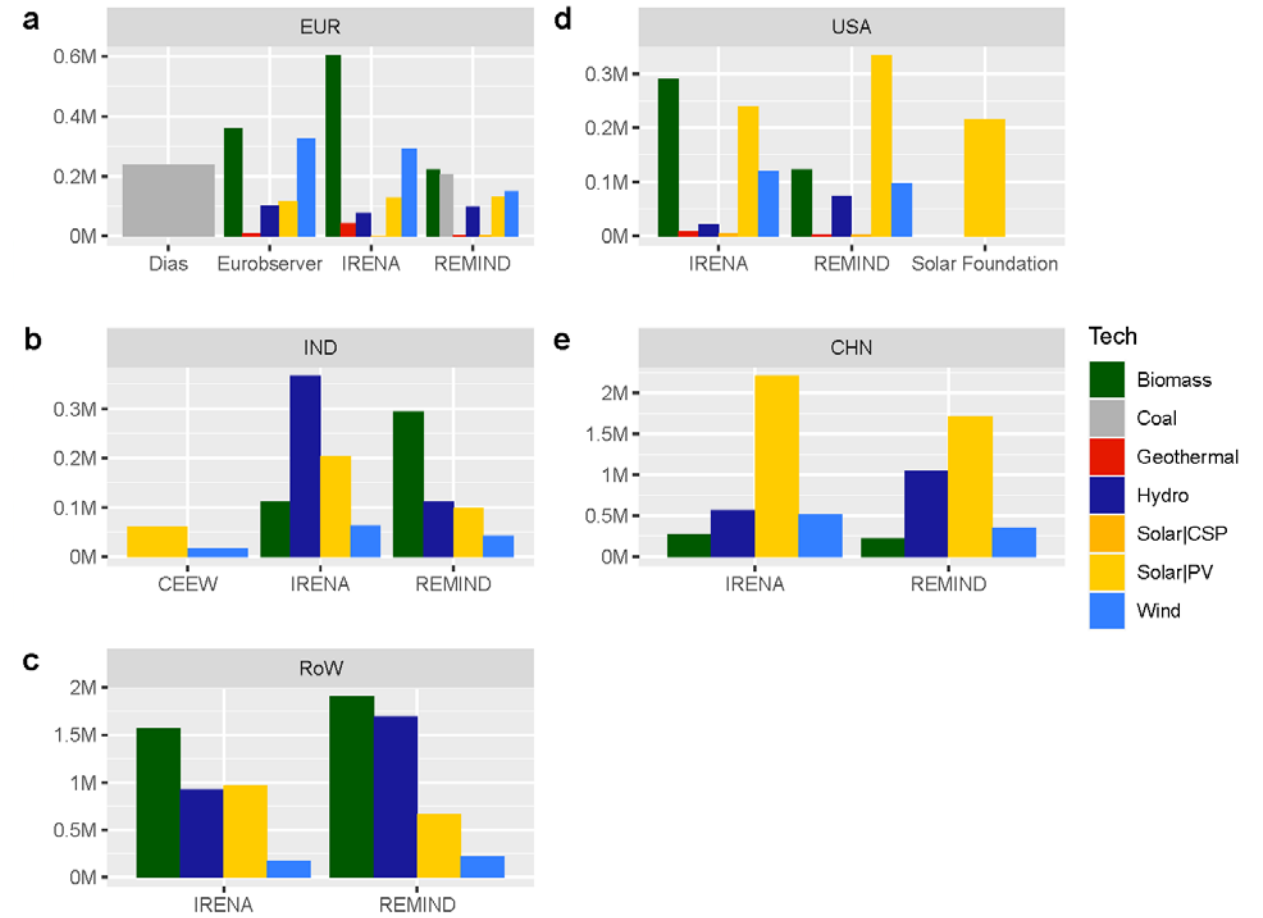 a
EUR
0.6M
0.4M
0.2M
0M
Dias Eurobserver IRENA REMIND
d
USA
0.3M
0.2M
0.1M
0M
IRENA REMIND Solar Foundation
b
IND
0.3M
0.2M
0.1M
0M
CEEW IRENA REMIND
e
CHN
2M
1.5M
1M
0.5M
0M
IRENA REMIND
Tech
Biomass
Coal
Geothermal
Hydro
Solar|CSP
Solar|PV
Wind
c
RoW
2M
1.5M
1M
0.5M
0M
IRENA REMIND